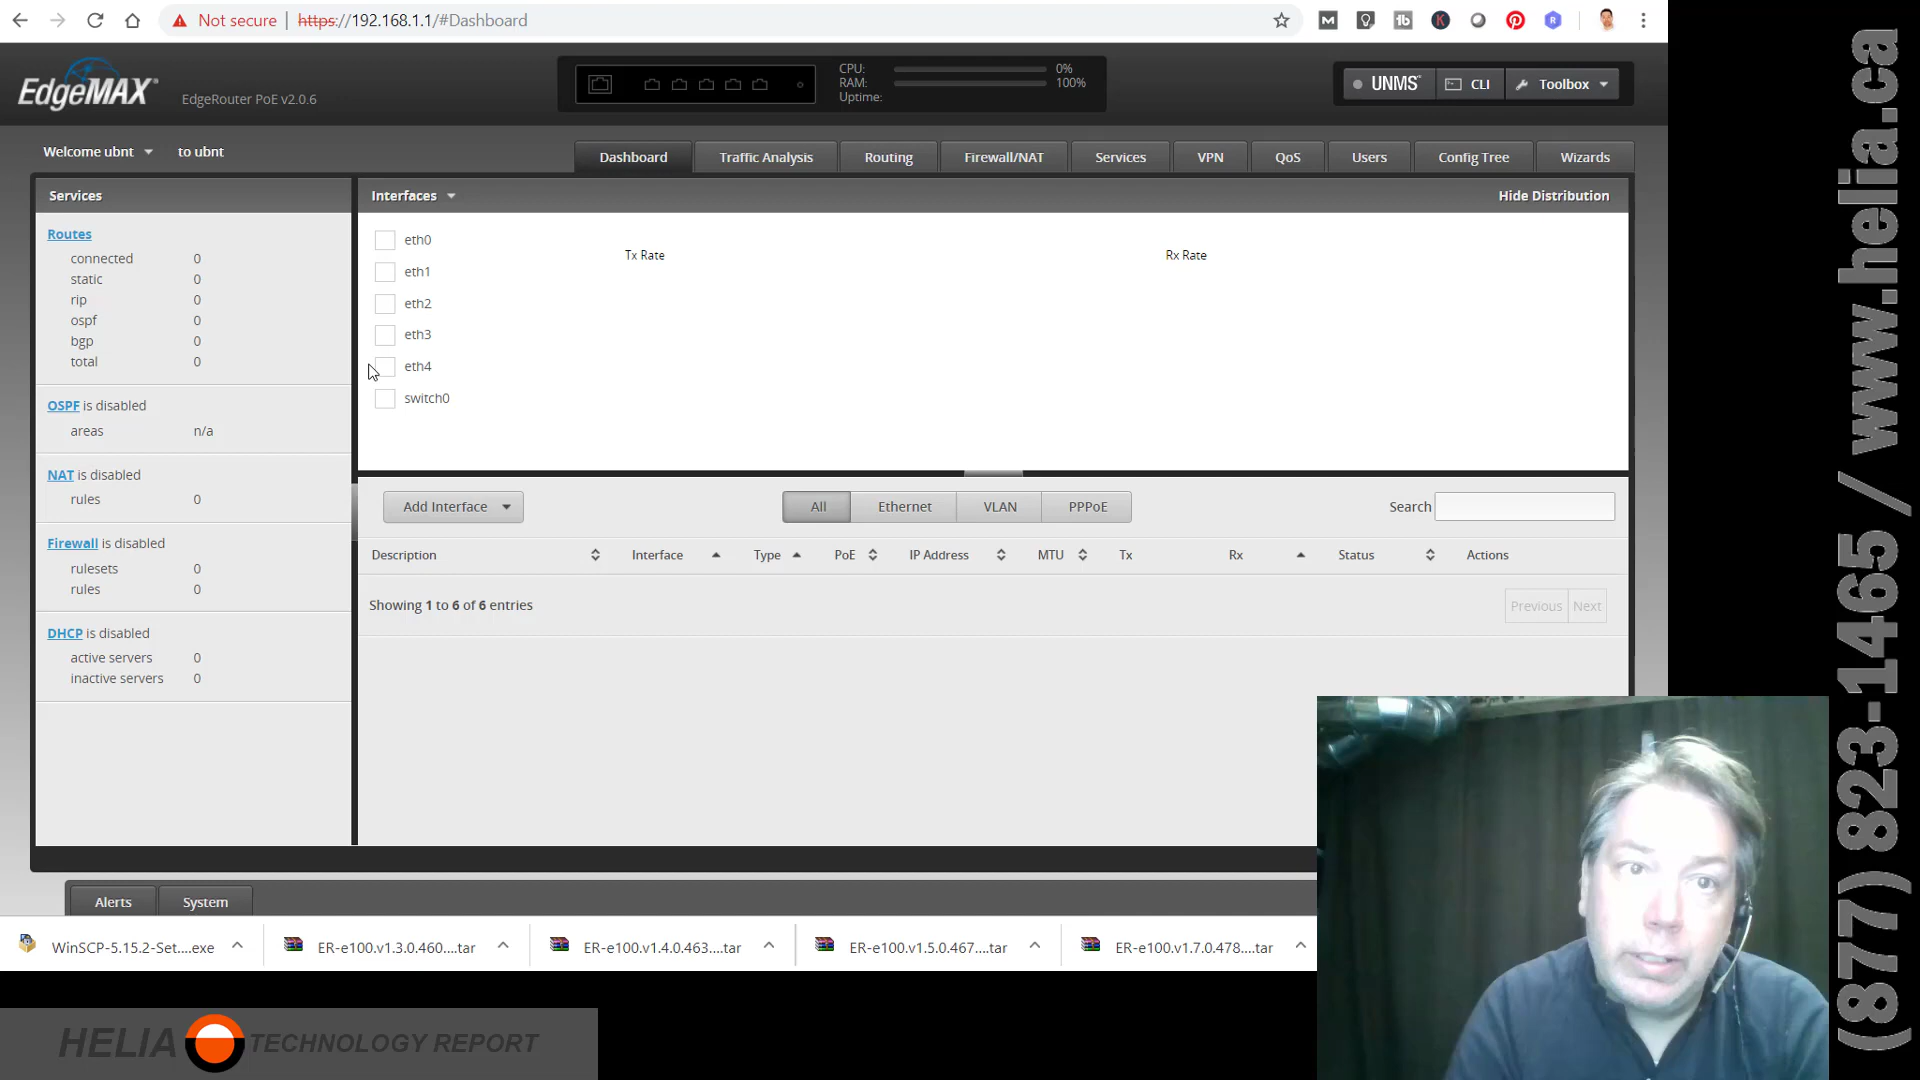 Not secure | https://192.168.1.1/#Dashboard
EdgeMAX
EdgeRouter PoE v2.0.6
CPU: 0%
RAM: 100%
Uptime:
UNMS CLI Toolbox
Welcome ubnt to ubnt
Dashboard Traffic Analysis Routing Firewall/NAT Services VPN QoS Users Config Tree Wizards
Services
Routes
connected 0
static 0
rip 0
ospf 0
bgp 0
total 0
OSPF is disabled
areas n/a
NAT is disabled
rules 0
Firewall is disabled
rulesets 0
rules 0
DHCP is disabled
active servers 0
inactive servers 0
Interfaces Hide Distribution
eth0
eth1
eth2
eth3
eth4
switch0
Tx Rate Rx Rate
Add Interface All Ethernet VLAN PPPoE Search
Description Interface Type PoE IP Address MTU Tx Rx Status Actions
Showing 1 to 6 of 6 entries Previous Next
Alerts System
WinSCP-5.15.2-Set....exe ER-e100.v1.3.0.460....tar ER-e100.v1.4.0.463....tar ER-e100.v1.5.0.467....tar ER-e100.v1.7.0.478....tar
HELIA TECHNOLOGY REPORT
(877) 823-1465 / www.helia.ca